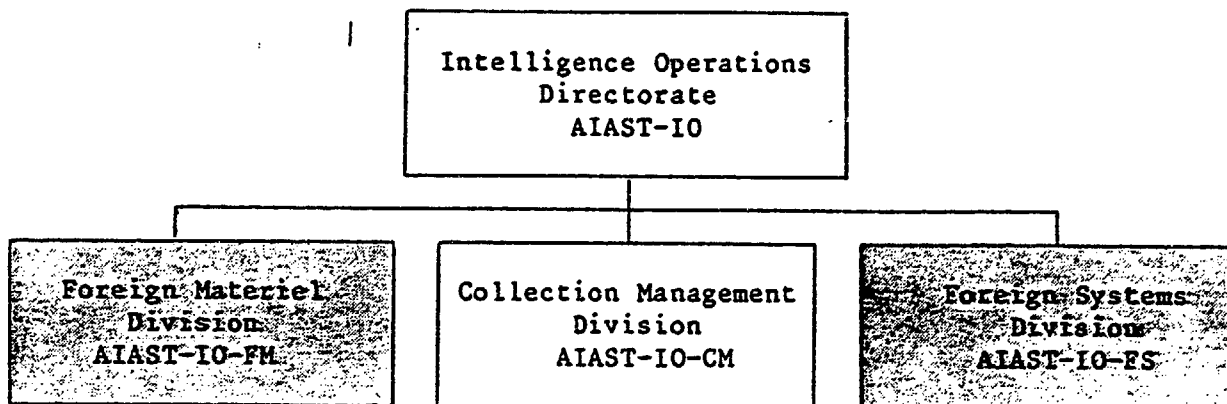 Intelligence Operations
Directorate
AIAST-IO
Foreign Materiel
Division
AIAST-IO-FM
Collection Management
Division
AIAST-IO-CM
Foreign Systems
Division
AIAST-IO-FS